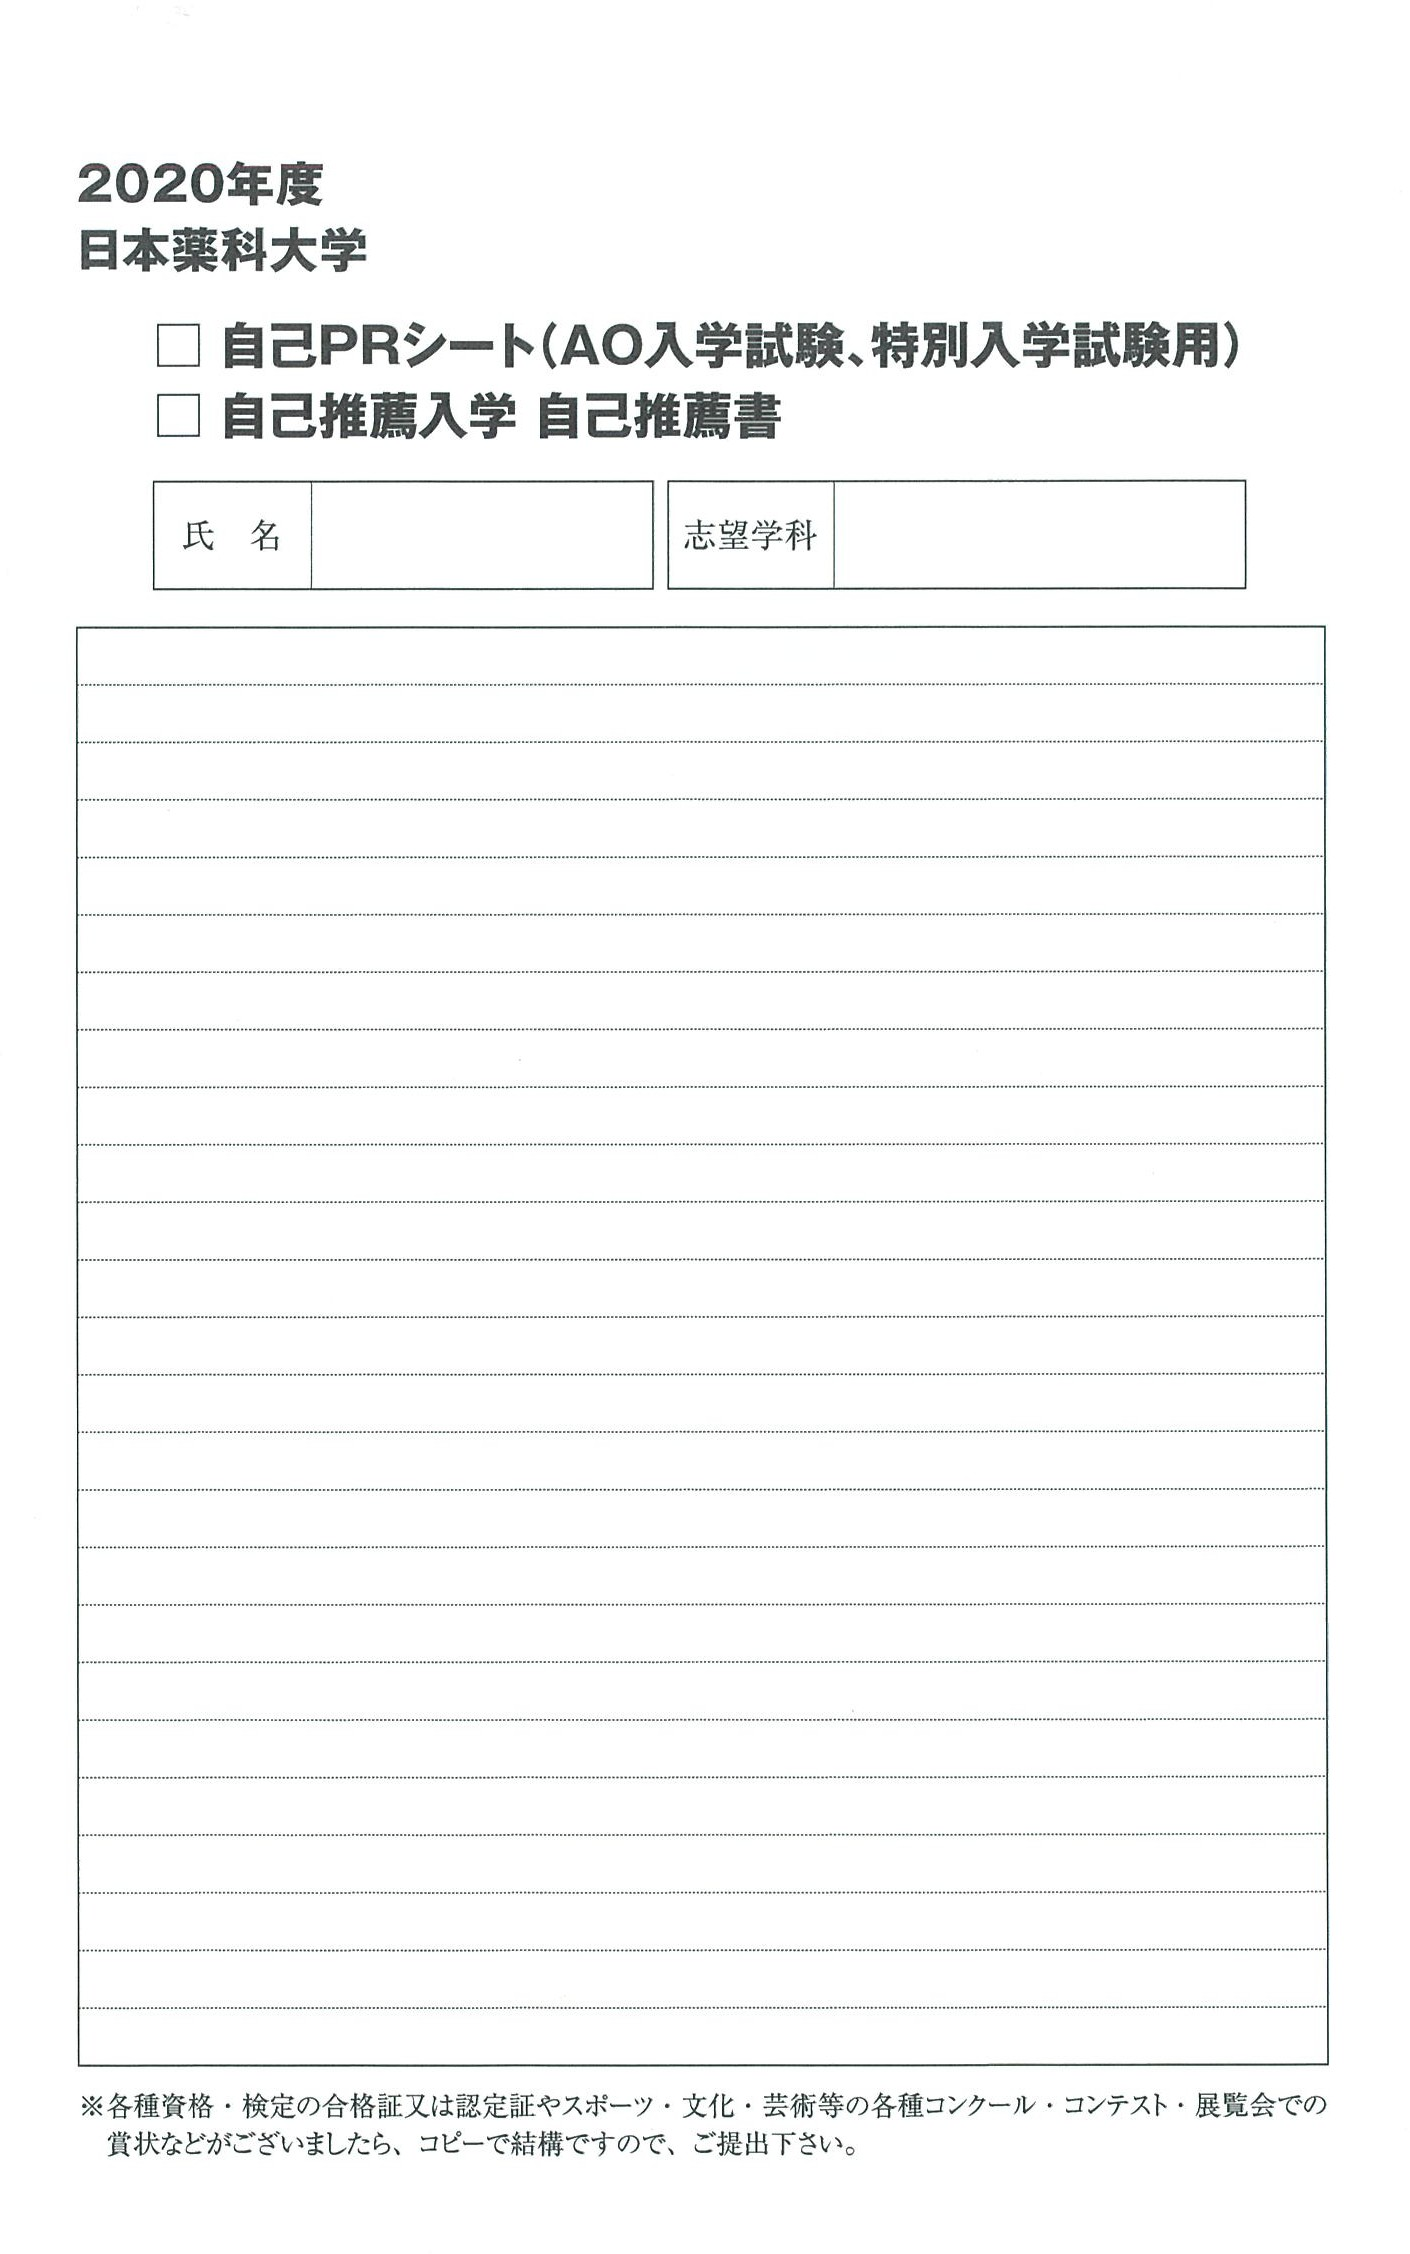 2020年度
日本薬科大学
□ 自己PRシート(AO入学試験、特別入学試験用)
□ 自己推薦入学 自己推薦書
氏 名
志望学科
※各種資格・検定の合格証又は認定証やスポーツ・文化・芸術等の各種コンクール・コンテスト・展覧会での
賞状などがございましたら、コピーで結構ですので、ご提出下さい。